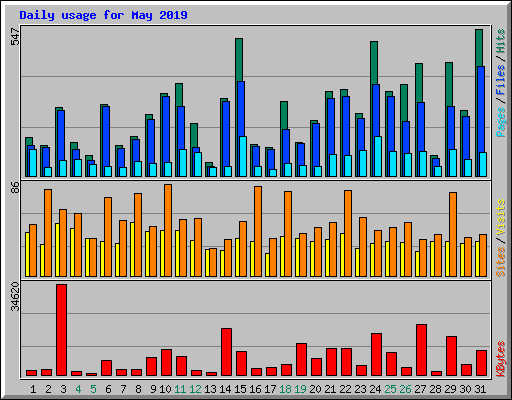 Daily usage for May 2019
547
Pages / Files / Hits
86
Sites / Visits
34620
KBytes
1 2 3 4 5 6 7 8 9 10 11 12 13 14 15 16 17 18 19 20 21 22 23 24 25 26 27 28 29 30 31